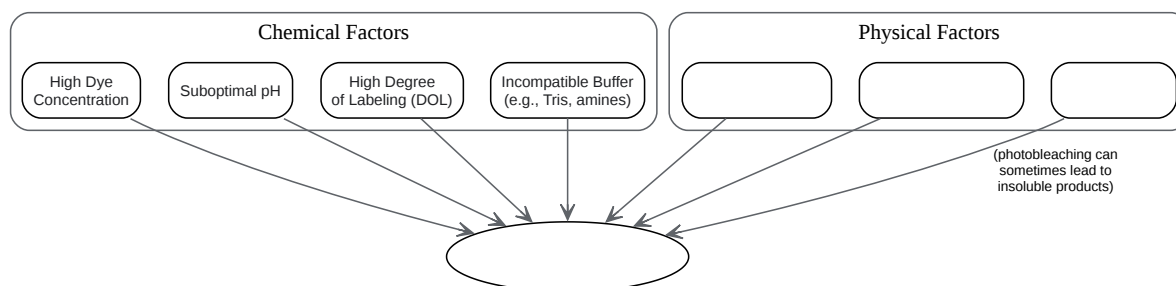 Chemical Factors
High Dye
Concentration
Suboptimal pH
High Degree
of Labeling (DOL)
Incompatible Buffer
(e.g., Tris, amines)
Physical Factors
(photobleaching can
sometimes lead to
insoluble products)